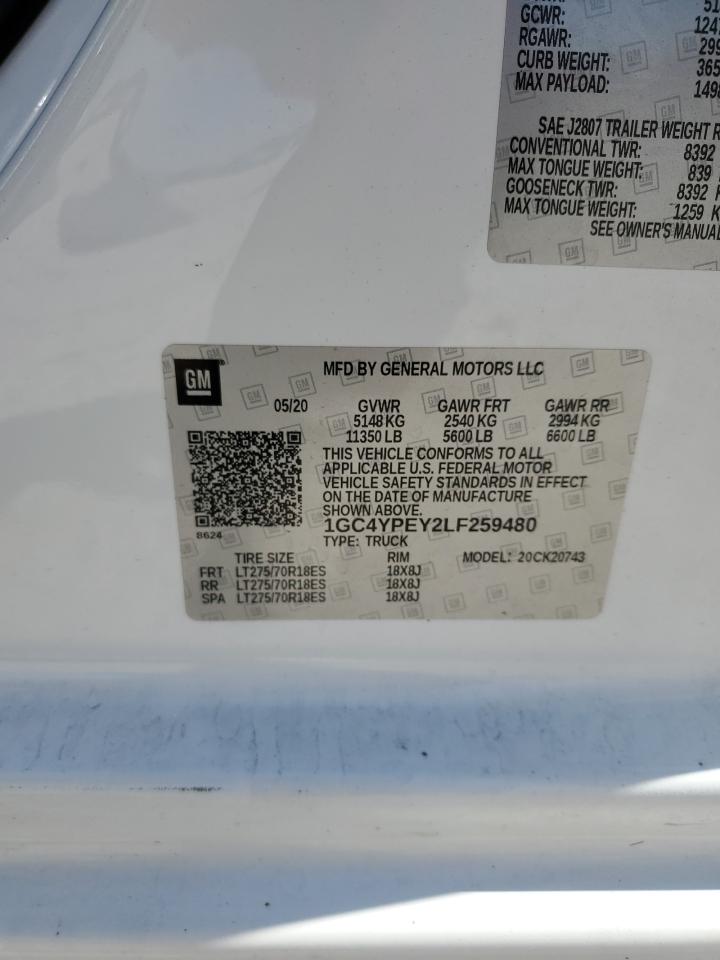 GCWR:
RGAWR:
CURB WEIGHT:
MAX PAYLOAD:
SAE J2807 TRAILER WEIGHT
CONVENTIONAL TWR: 8392
MAX TONGUE WEIGHT: 839
GOOSENECK TWR: 8392
MAX TONGUE WEIGHT: 1259
SEE OWNER'S MANUAL
GM
MFD BY GENERAL MOTORS LLC
05/20 GVWR GAWR FRT GAWR RR
5148 KG 2540 KG 2994 KG
11350 LB 5600 LB 6600 LB
THIS VEHICLE CONFORMS TO ALL
APPLICABLE U.S. FEDERAL MOTOR
VEHICLE SAFETY STANDARDS IN EFFECT
ON THE DATE OF MANUFACTURE
SHOWN ABOVE.
8624 1GC4YPEY2LF259480
TYPE: TRUCK
TIRE SIZE RIM MODEL: 20CK20743
FRT LT275/70R18ES 18X8J
RR LT275/70R18ES 18X8J
SPA LT275/70R18ES 18X8J